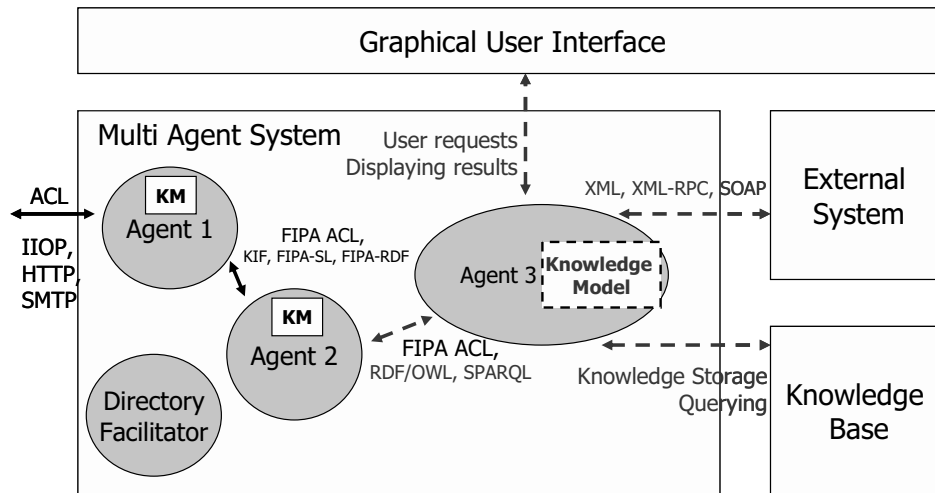 Graphical User Interface
Multi Agent System
User requests
Displaying results
KM
Agent 1
ACL
IIOP,
HTTP,
SMTP
FIPA ACL,
KIF, FIPA-SL, FIPA-RDF
XML, XML-RPC, SOAP
External
System
Agent 3
Knowledge
Model
KM
Agent 2
FIPA ACL,
RDF/OWL, SPARQL
Knowledge Storage
Querying
Directory
Facilitator
Knowledge
Base